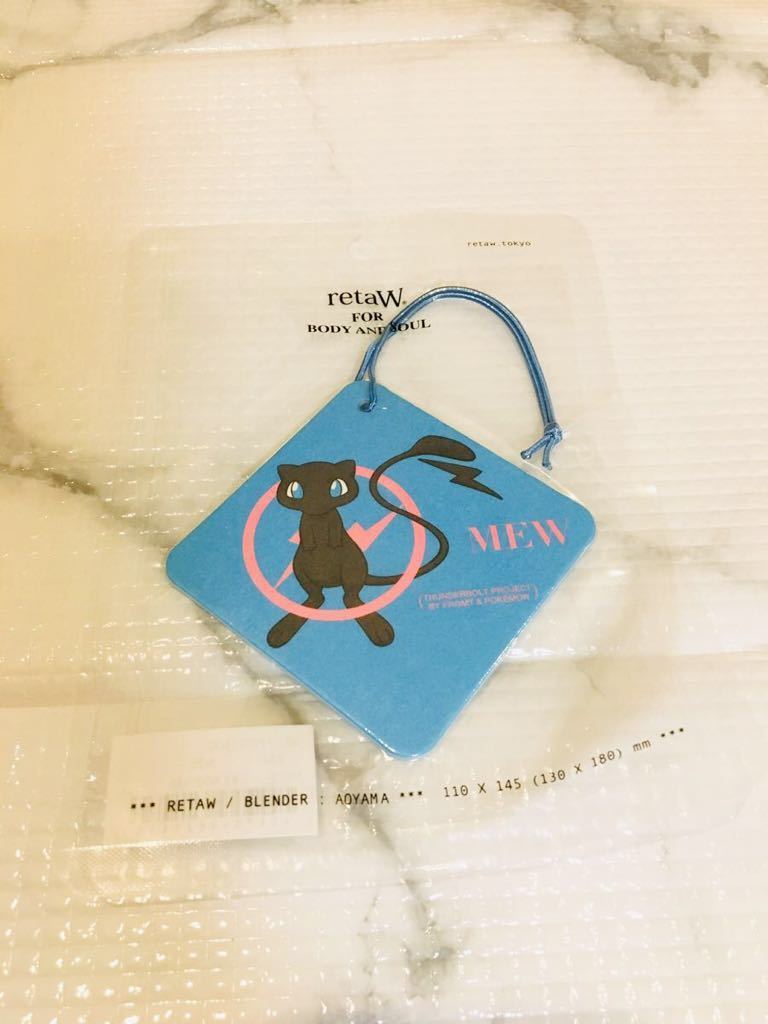 retaw.tokyo
retaW®
FOR
BODY AND SOUL
MEW
(THUNDERBOLT PROJECT
BY FRGMT & POKÉMON)
*** RETAW / BLENDER : AOYAMA *** 110 X 145 (130 X 180) mm ***